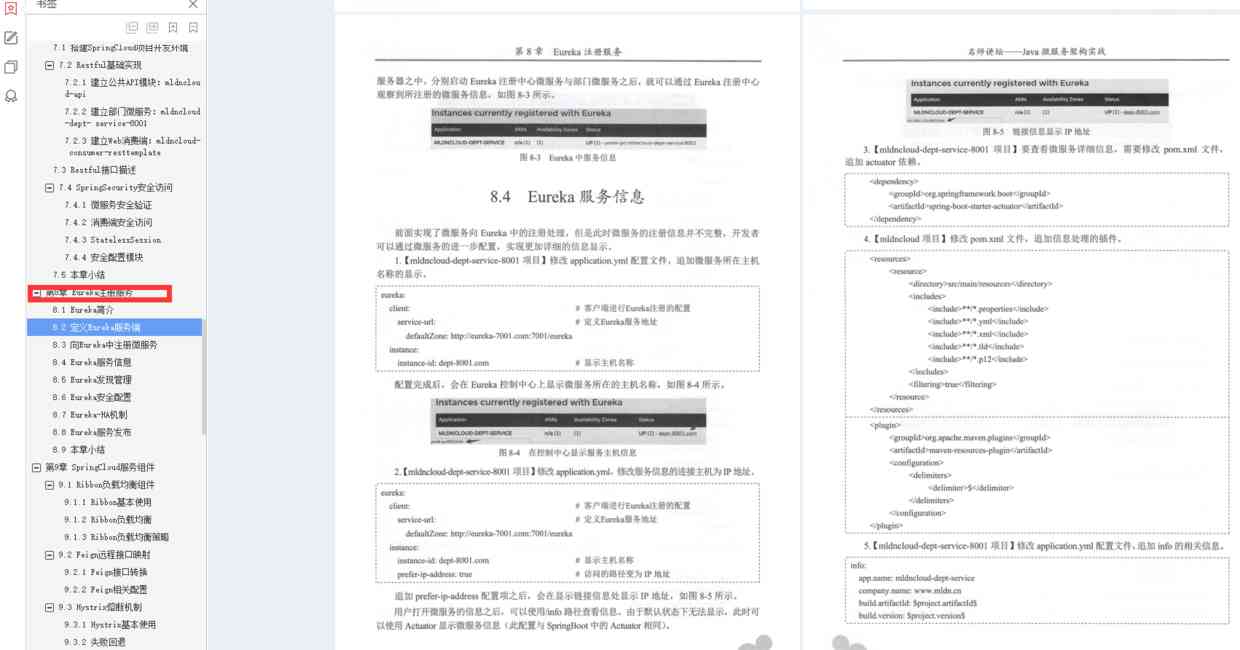 书签
7.1 搭建SpringCloud项目开发环境
7.2 Restful基础实现
7.2.1 建立公共API模块：mldnclou
d-api
7.2.2 建立部门微服务：mldncloud
-dept- service-8001
7.2.3 建立Web消费端：mldncloud-
consumer-resttemplate
7.3 Restful接口描述
7.4 SpringSecurity安全访问
7.4.1 微服务安全验证
7.4.2 消费端安全访问
7.4.3 StatelessSession
7.4.4 安全配置模块
7.5 本章小结
第8章 Eureka注册服务
8.1 Eureka简介
8.2 定义Eureka服务端
8.3 向Eureka中注册微服务
8.4 Eureka服务信息
8.5 Eureka发现管理
8.6 Eureka安全配置
8.7 Eureka-HA机制
8.8 Eureka服务发布
8.9 本章小结
第9章 SpringCloud服务组件
9.1 Ribbon负载均衡组件
9.1.1 Ribbon基本使用
9.1.2 Ribbon负载均衡
9.1.3 Ribbon负载均衡策略
9.2 Feign远程接口映射
9.2.1 Feign接口转换
9.2.2 Feign相关配置
9.3 Hystrix熔断机制
9.3.1 Hystrix基本使用
9.3.2 失败回退
第 8 章 Eureka 注册服务
服务器之中，分别启动 Eureka 注册中心微服务与部门微服务之后，就可以通过 Eureka 注册中心
观察到所注册的微服务信息，如图 8-3 所示。
Instances currently registered with Eureka
Application AMIs Availability Zones Status
MLDNCLOUD-DEPT-SERVICE n/a (1) (1)
图 8-3 Eureka 中服务信息
8.4 Eureka 服务信息
前面实现了微服务向 Eureka 中的注册处理，但是此时微服务的注册信息并不完整，开发者
可以通过微服务的进一步配置，实现更加详细的信息显示。
1.【mldncloud-dept-service-8001 项目】修改 application.yml 配置文件，追加微服务所在主机
名称的显示。
eureka:
client: # 客户端进行Eureka注册的配置
service-url: # 定义Eureka服务地址
defaultZone: http://eureka-7001.com:7001/eureka
instance:
instance-id: dept-8001.com # 显示主机名称
配置完成后，会在 Eureka 控制中心上显示微服务所在的主机名称，如图 8-4 所示。
Instances currently registered with Eureka
Application AMIs Availability Zones Status
MLDNCLOUD-DEPT-SERVICE n/a (1) (1) UP (1) - dept-8001.com
图 8-4 在控制中心显示服务主机信息
2.【mldncloud-dept-service-8001 项目】修改 application.yml，修改服务信息的连接主机为 IP 地址。
eureka:
client: # 客户端进行Eureka注册的配置
service-url: # 定义Eureka服务地址
defaultZone: http://eureka-7001.com:7001/eureka
instance:
instance-id: dept-8001.com # 显示主机名称
prefer-ip-address: true # 访问的路径变为 IP 地址
追加 prefer-ip-address 配置项之后，会在显示链接信息处显示 IP 地址，如图 8-5 所示。
用户打开微服务的信息之后，可以使用/info 路径查看信息，由于默认状态下无法显示，此时可
以使用 Actuator 显示微服务信息（此配置与 SpringBoot 中的 Actuator 相同）。
名师讲坛——Java 微服务架构实战
Instances currently registered with Eureka
Application AMIs Availability Zones Status
MLDNCLOUD-DEPT-SERVICE n/a (1) (1) UP (1) - dept-8001.com
图 8-5 链接信息显示 IP 地址
3.【mldncloud-dept-service-8001 项目】要查看微服务详细信息，需要修改 pom.xml 文件，
追加 actuator 依赖。
<dependency>
<groupId>org.springframework.boot</groupId>
<artifactId>spring-boot-starter-actuator</artifactId>
</dependency>
4.【mldncloud 项目】修改 pom.xml 文件，追加信息处理的插件。
<resources>
<resource>
<directory>src/main/resources</directory>
<includes>
<include>**/*.properties</include>
<include>**/*.yml</include>
<include>**/*.xml</include>
<include>**/*.tld</include>
<include>**/*.p12</include>
</includes>
<filtering>true</filtering>
</resource>
</resources>
<plugin>
<groupId>org.apache.maven.plugins</groupId>
<artifactId>maven-resources-plugin</artifactId>
<configuration>
<delimiters>
<delimiter>$</delimiter>
</delimiters>
</configuration>
</plugin>
5.【mldncloud-dept-service-8001 项目】修改 application.yml 配置文件，追加 info 的相关信息。
info:
app.name: mldncloud-dept-service
company.name: www.mldn.cn
build.artifactId: $project.artifactId$
build.version: $project.version$